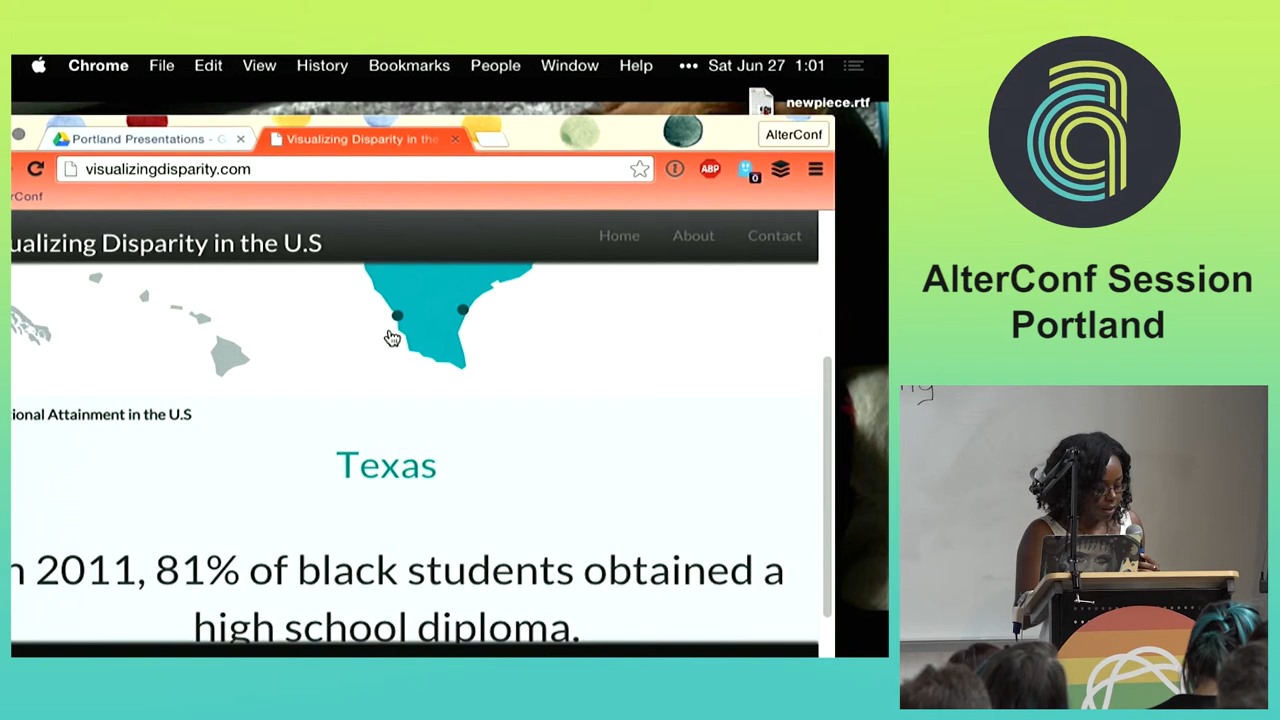 Chrome File Edit View History Bookmarks People Window Help ••• Sat Jun 27 1:01
newpiece.rtf
Portland Presentations - G
Visualizing Disparity in the
AlterConf
visualizingdisparity.com
ABP
0
rConf
ualizing Disparity in the U.S
Home About Contact
ional Attainment in the U.S
Texas
n 2011, 81% of black students obtained a
high school diploma.
AlterConf Session
Portland